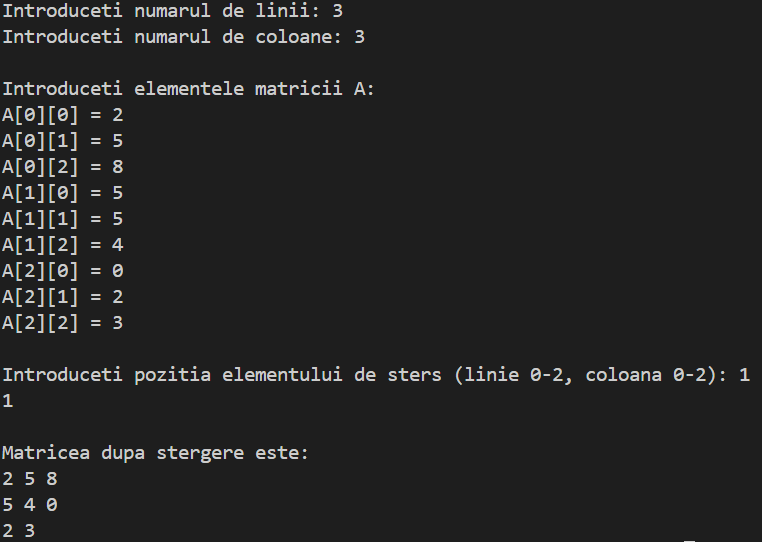 Introduceti numarul de linii: 3
Introduceti numarul de coloane: 3
Introduceti elementele matricii A:
A[0][0] = 2
A[0][1] = 5
A[0][2] = 8
A[1][0] = 5
A[1][1] = 5
A[1][2] = 4
A[2][0] = 0
A[2][1] = 2
A[2][2] = 3
Introduceti pozitia elementului de sters (linie 0-2, coloana 0-2): 1
1
Matricea dupa stergere este:
2 5 8
5 4 0
2 3